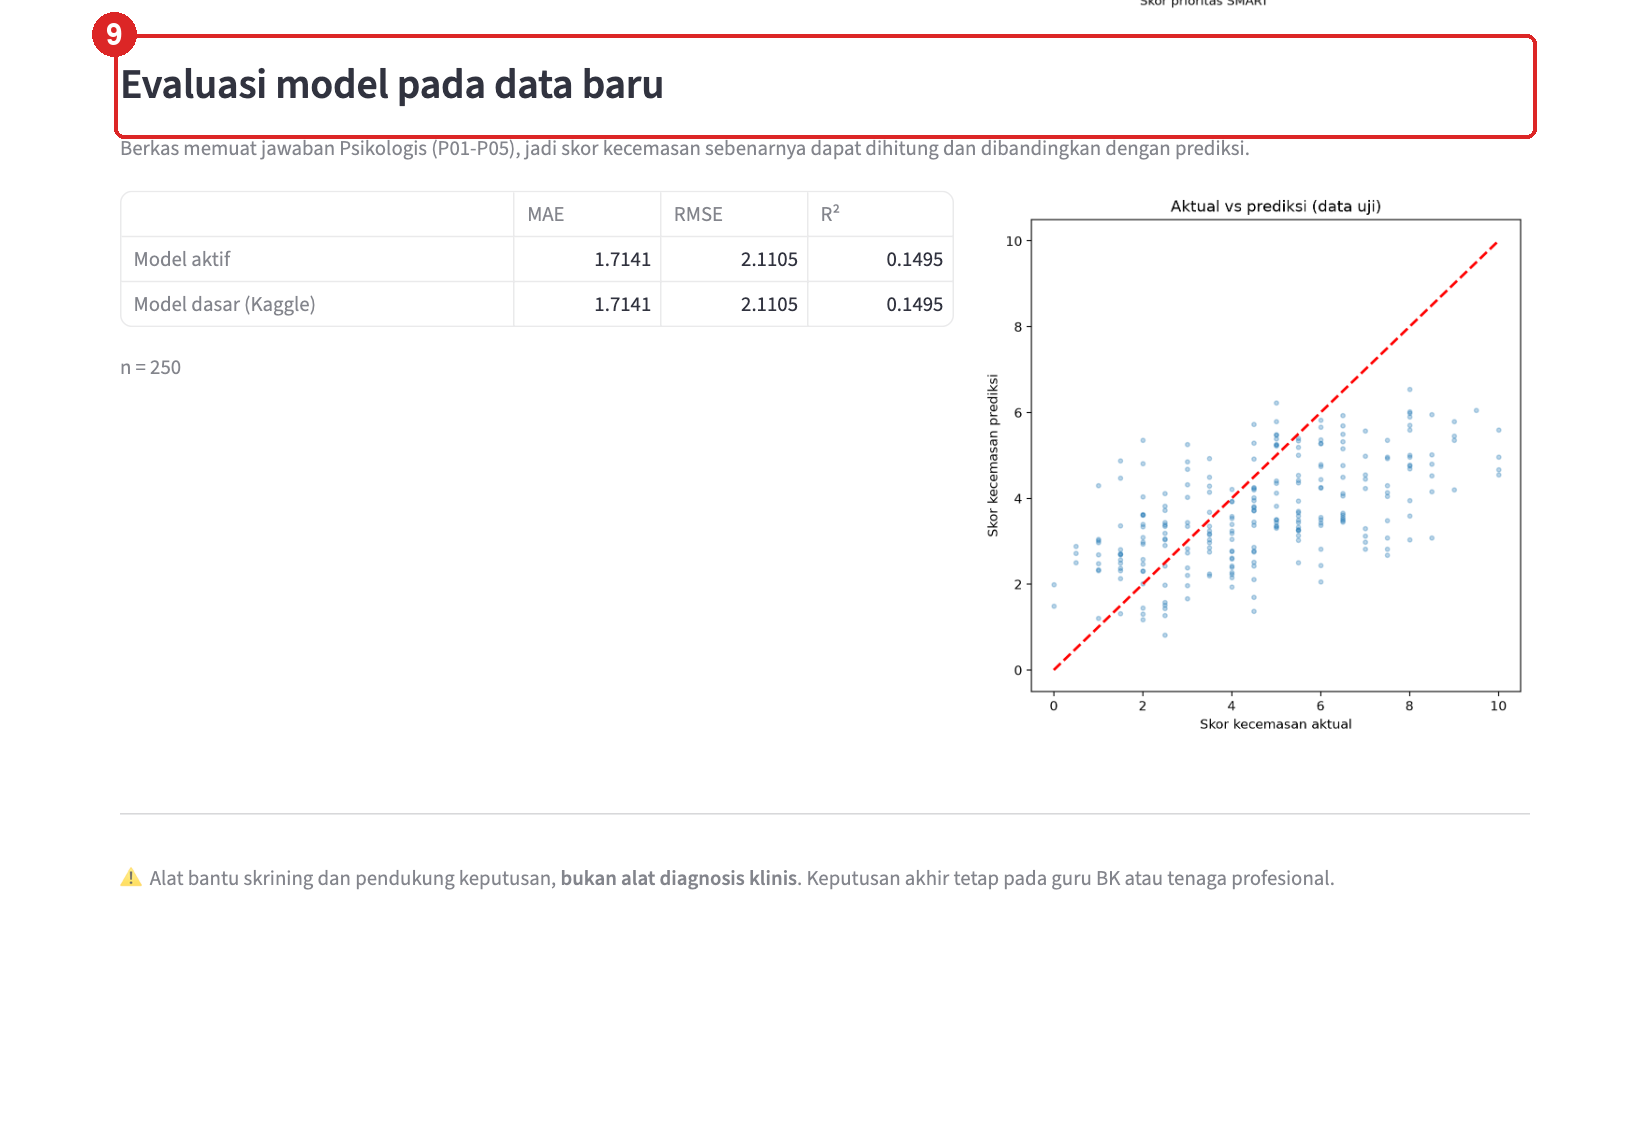 Skor prioritas SMART
9
Evaluasi model pada data baru
Berkas memuat jawaban Psikologis (P01-P05), jadi skor kecemasan sebenarnya dapat dihitung dan dibandingkan dengan prediksi.
MAE RMSE R²
Model aktif 1.7141 2.1105 0.1495
Model dasar (Kaggle) 1.7141 2.1105 0.1495
n = 250
Aktual vs prediksi (data uji)
Skor kecemasan prediksi
10
8
6
4
2
0
0 2 4 6 8 10
Skor kecemasan aktual
⚠ Alat bantu skrining dan pendukung keputusan, bukan alat diagnosis klinis. Keputusan akhir tetap pada guru BK atau tenaga profesional.